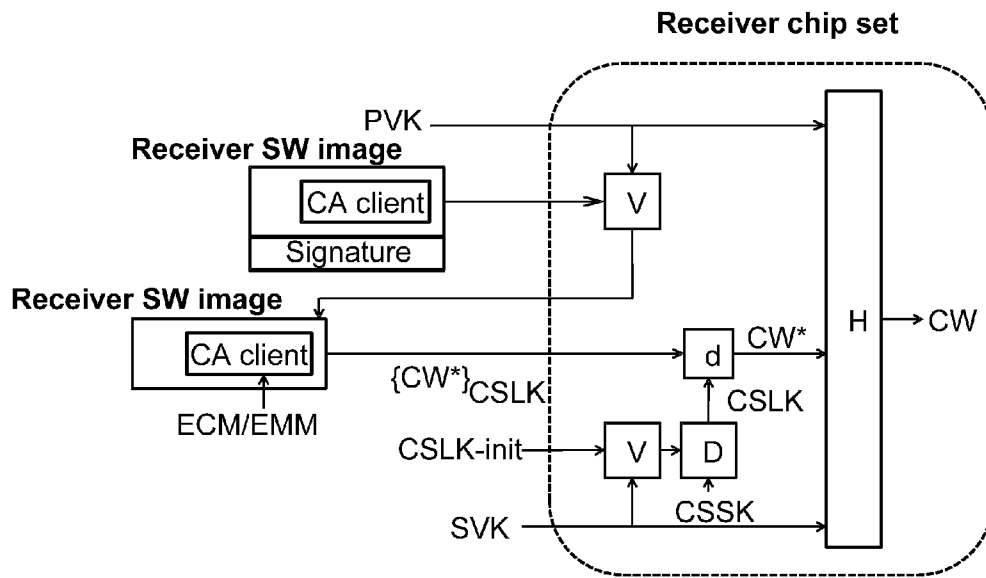 Receiver chip set
PVK
Receiver SW image
CA client
V
Signature
Receiver SW image
H
CW
CA client
d
CW*
{CW*}CSLK
CSLK
ECM/EMM
CSLK-init
V
D
CSSK
SVK